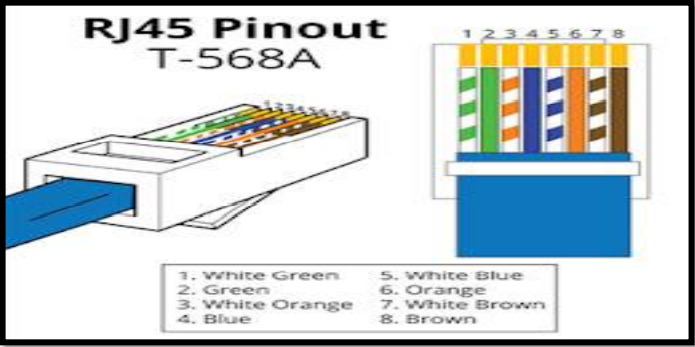 RJ45 Pinout
T-568A
1 2 3 4 5 6 7 8
12345678
1. White Green
2. Green
3. White Orange
4. Blue
5. White Blue
6. Orange
7. White Brown
8. Brown